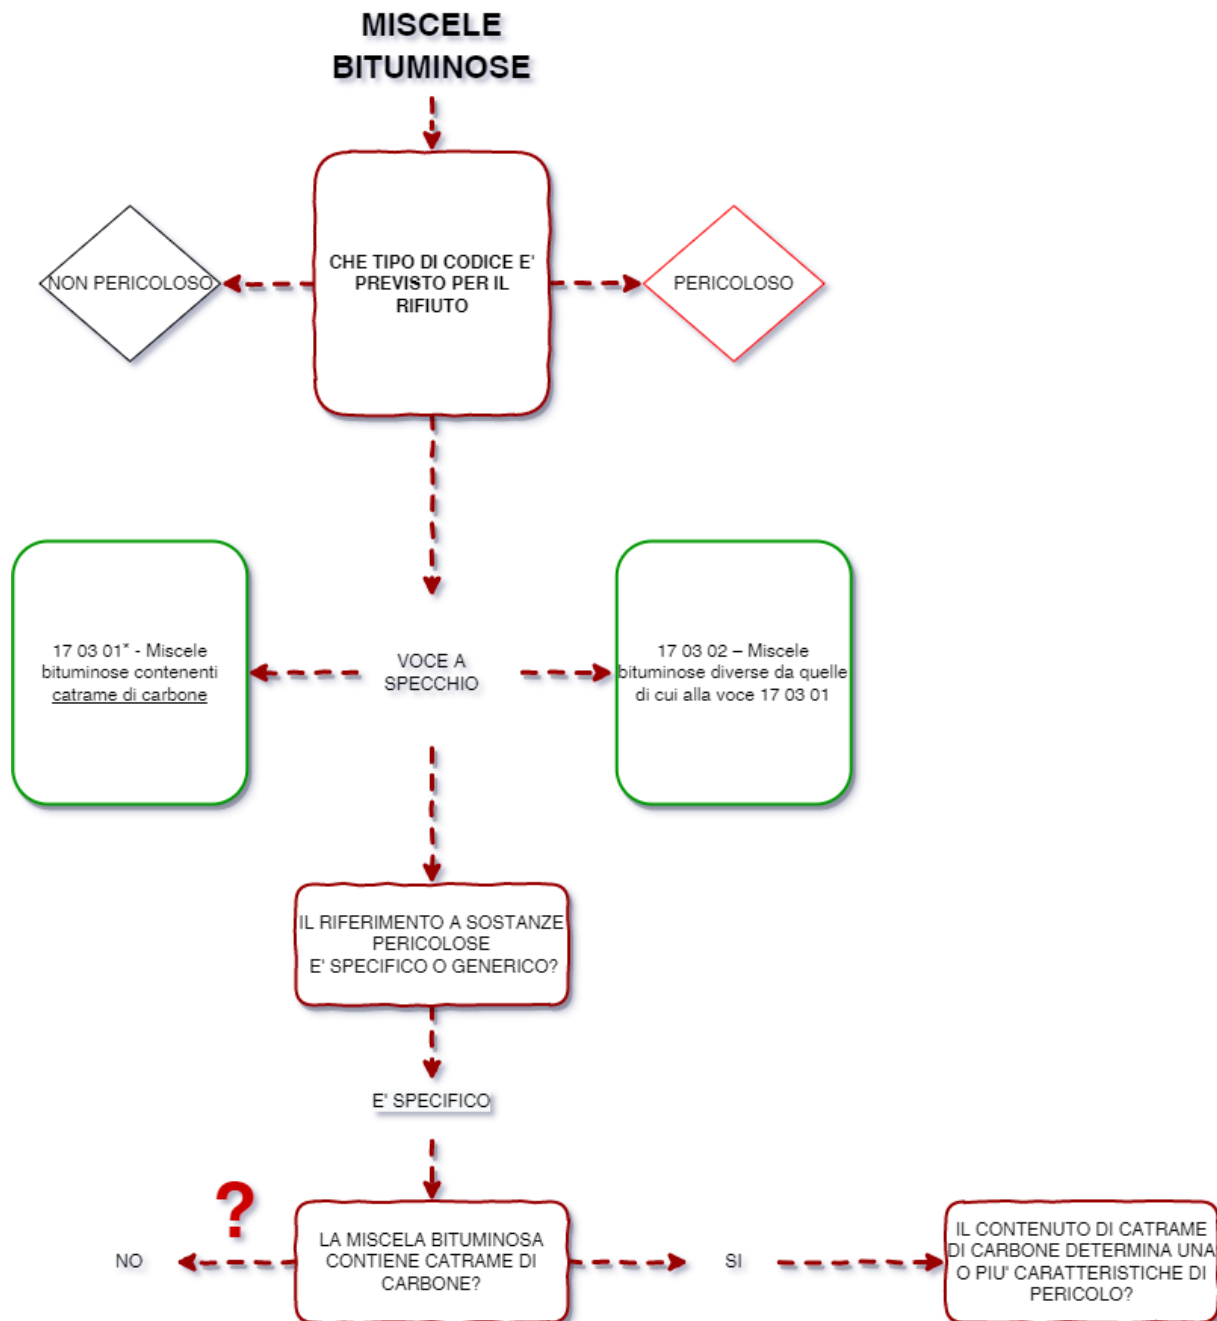 MISCELE
BITUMINOSE
CHE TIPO DI CODICE E'
PREVISTO PER IL
RIFIUTO
NON PERICOLOSO
PERICOLOSO
17 03 01* - Miscele
bituminose contenenti
catrame di carbone
VOCE A
SPECCHIO
17 03 02 – Miscele
bituminose diverse da quelle
di cui alla voce 17 03 01
IL RIFERIMENTO A SOSTANZE
PERICOLOSE
E' SPECIFICO O GENERICO?
E' SPECIFICO
?
NO
LA MISCELA BITUMINOSA
CONTIENE CATRAME DI
CARBONE?
SI
IL CONTENUTO DI CATRAME
DI CARBONE DETERMINA UNA
O PIU' CARATTERISTICHE DI
PERICOLO?